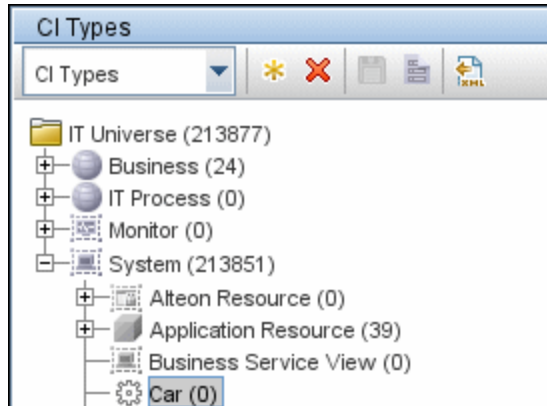 CI Types
CI Types
XML
IT Universe (213877)
Business (24)
IT Process (0)
Monitor (0)
System (213851)
Alteon Resource (0)
Application Resource (39)
Business Service View (0)
Car (0)